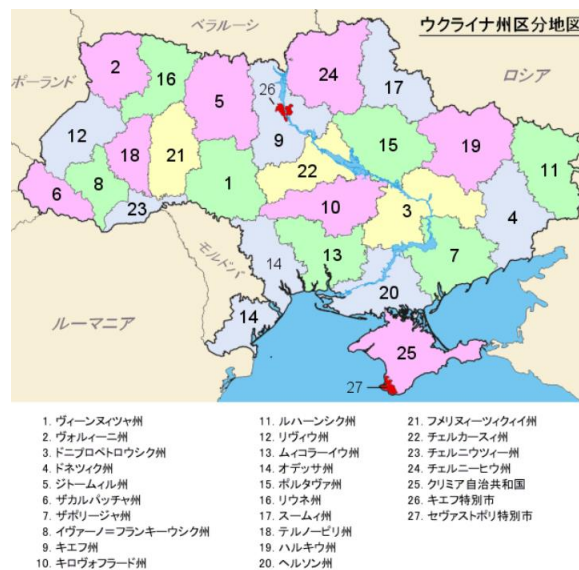 ウクライナ州区分地図
ベラルーシ
ポーランド
ロシア
モルドバ
ルーマニア
2
16
5
24
17
26
12
18
21
9
15
19
11
6
8
23
1
22
10
3
4
14
13
7
20
14
25
27
1. ヴィーンヌィツャ州
2. ヴォルィーニ州
3. ドニプロペトロウシク州
4. ドネツィク州
5. ジトームィル州
6. ザカルパッチャ州
7. ザポリージャ州
8. イヴァーノ=フランキーウシク州
9. キエフ州
10. キロヴォフラード州
11. ルハーンシク州
12. リヴィウ州
13. ムィコラーイウ州
14. オデッサ州
15. ポルタヴァ州
16. リウネ州
17. スームィ州
18. テルノーピリ州
19. ハルキウ州
20. ヘルソン州
21. フメリヌィーツィクィイ州
22. チェルカースィ州
23. チェルニウツィー州
24. チェルニーヒウ州
25. クリミア自治共和国
26. キエフ特別市
27. セヴァストポリ特別市